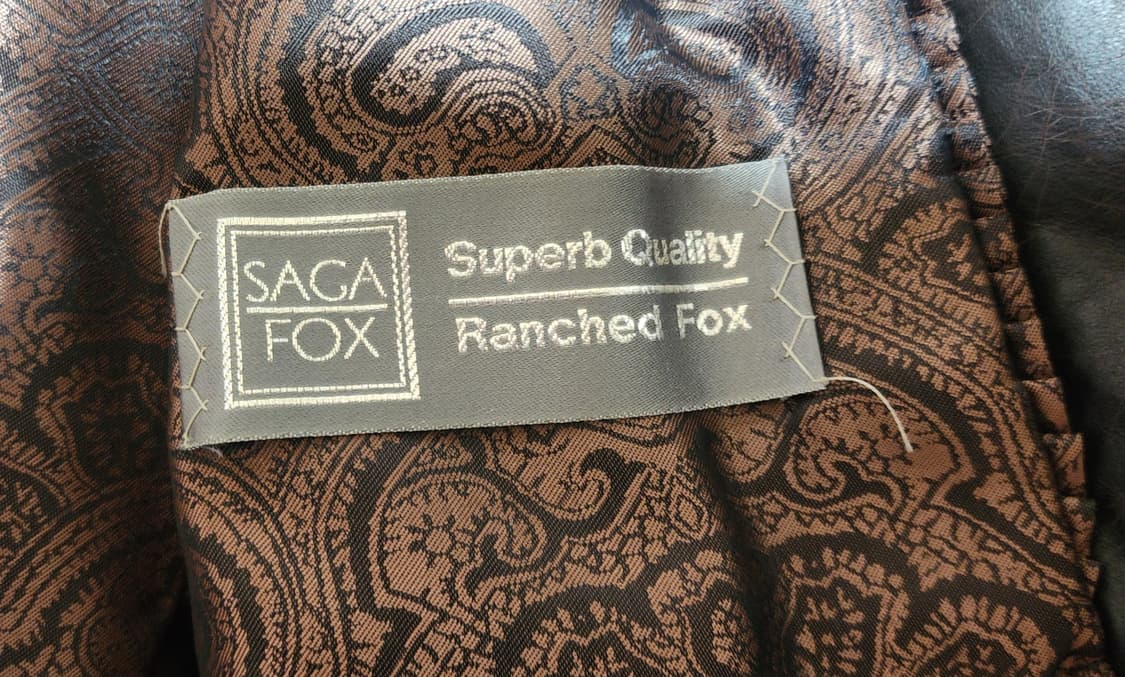 SAGA
FOX
Superb Quality
Ranched Fox